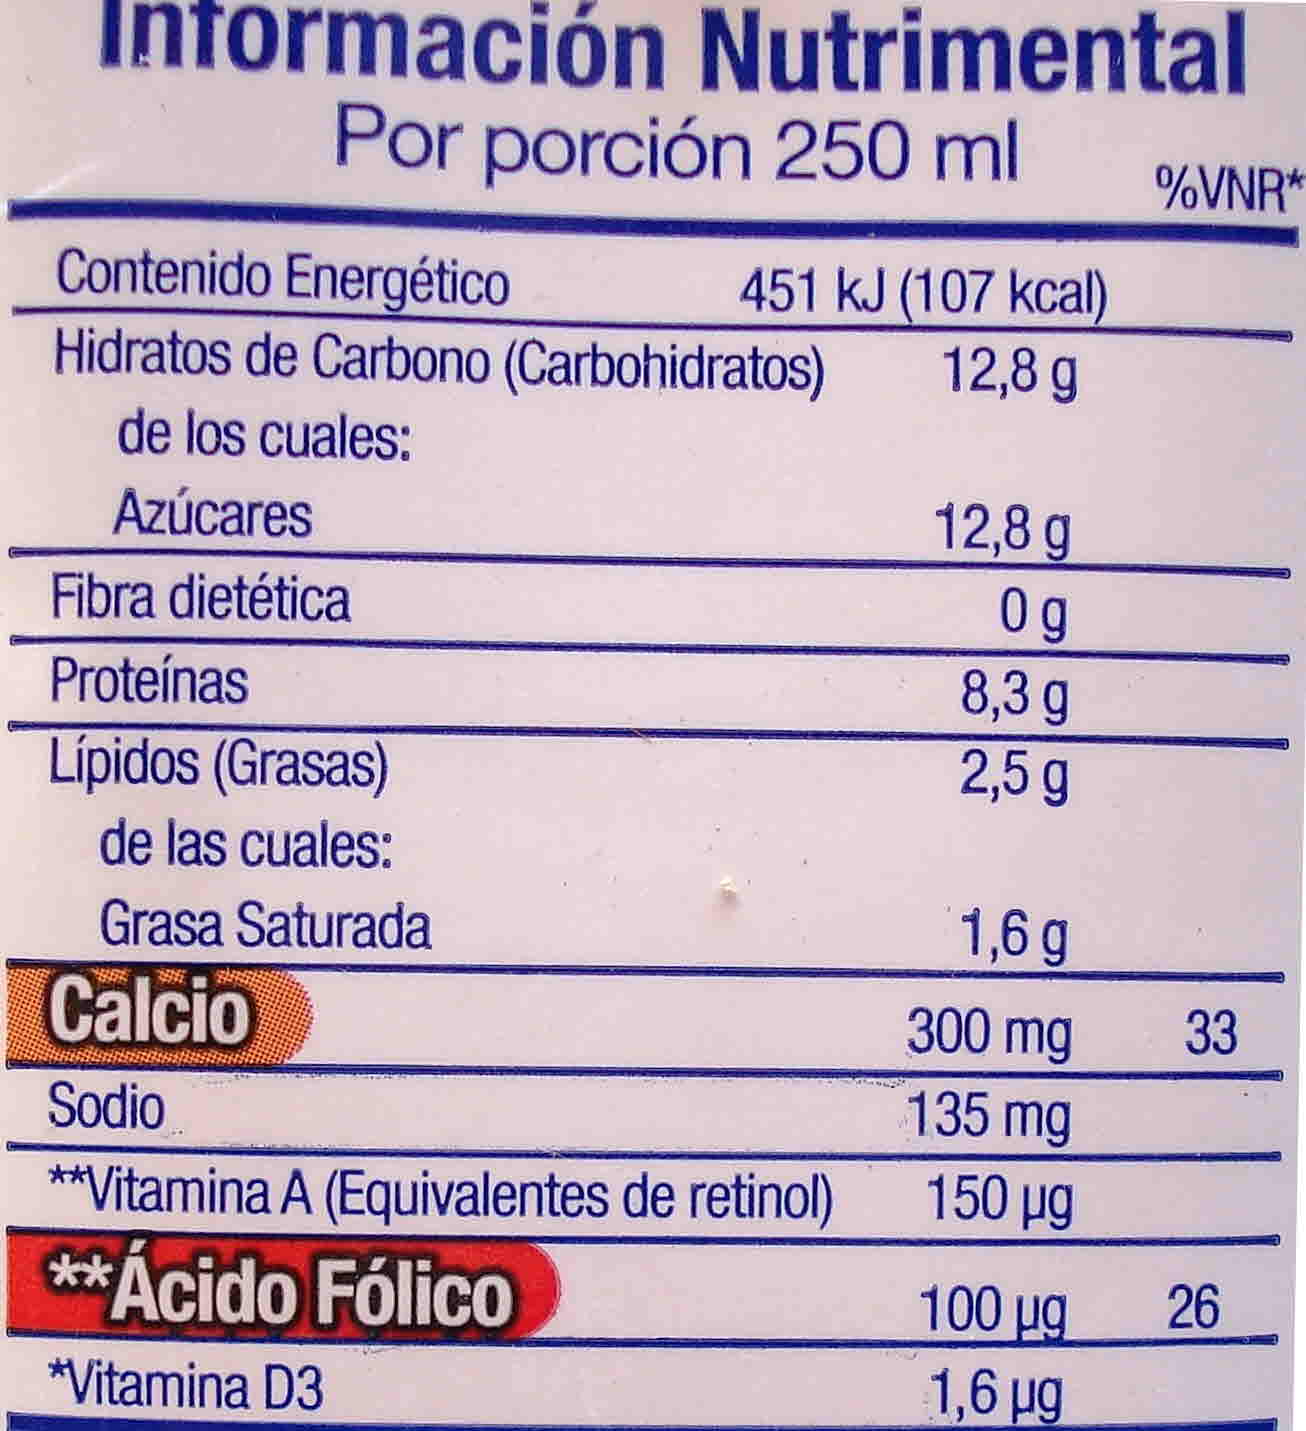 Información Nutrimental
Por porción 250 ml
%VNR*
Contenido Energético 451 kJ (107 kcal)
Hidratos de Carbono (Carbohidratos) 12,8 g
de los cuales:
Azúcares 12,8 g
Fibra dietética 0 g
Proteínas 8,3 g
Lípidos (Grasas) 2,5 g
de las cuales:
Grasa Saturada 1,6 g
Calcio 300 mg 33
Sodio 135 mg
**Vitamina A (Equivalentes de retinol) 150 µg
**Ácido Fólico 100 µg 26
*Vitamina D3 1,6 µg